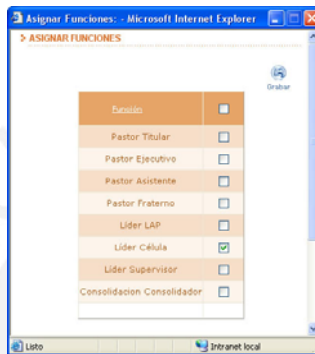 Asignar Funciones: - Microsoft Internet Explorer
ASIGNAR FUNCIONES
Grabar
Función
Pastor Titular
Pastor Ejecutivo
Pastor Asistente
Pastor Fraterno
Líder LAP
Líder Célula
Líder Supervisor
Consolidacion Consolidador
Listo
Intranet local